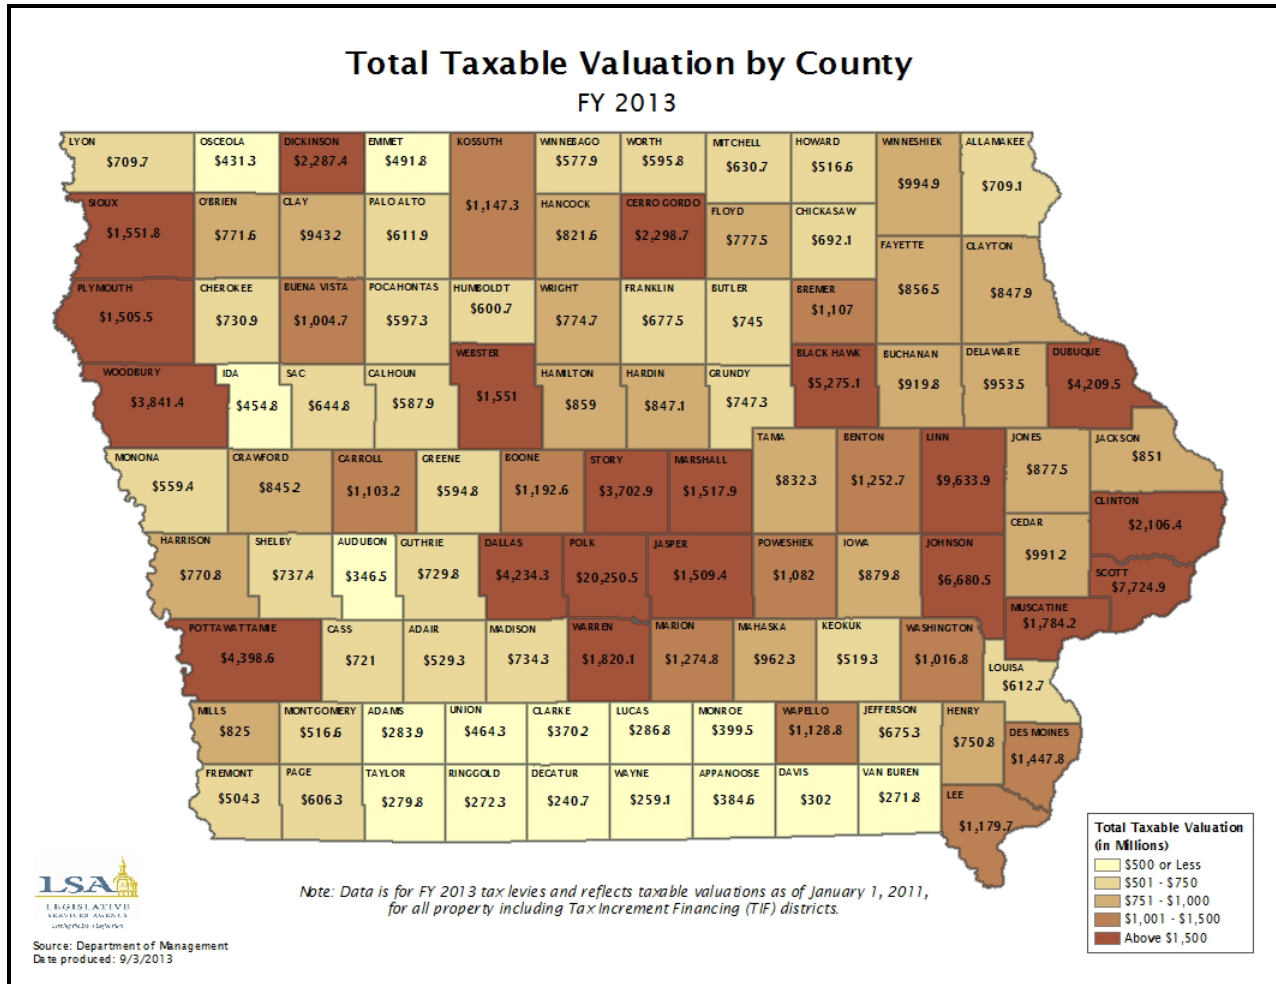 Total Taxable Valuation by County
FY 2013
LYON
$709.7
OSCEOLA
$431.3
DICKINSON
$2,287.4
EMMET
$491.8
KOSSUTH
$1,147.3
WINNEBAGO
$577.9
WORTH
$595.8
MITCHELL
$630.7
HOWARD
$516.6
WINNESHIEK
$994.9
ALLAMAKEE
$709.1
SIOUX
$1,551.8
O'BRIEN
$771.6
CLAY
$943.2
PALO ALTO
$611.9
HANCOCK
$821.6
CERRO GORDO
$2,298.7
FLOYD
$777.5
CHICKASAW
$692.1
FAYETTE
$856.5
CLAYTON
$847.9
PLYMOUTH
$1,505.5
CHEROKEE
$730.9
BUENA VISTA
$1,004.7
POCAHONTAS
$597.3
HUMBOLDT
$600.7
WRIGHT
$774.7
FRANKLIN
$677.5
BUTLER
$745
BREMER
$1,107
WOODBURY
$3,841.4
IDA
$454.8
SAC
$644.8
CALHOUN
$587.9
WEBSTER
$1,551
HAMILTON
$859
HARDIN
$847.1
GRUNDY
$747.3
BLACK HAWK
$5,275.1
BUCHANAN
$919.8
DELAWARE
$953.5
DUBUQUE
$4,209.5
MONONA
$559.4
CRAWFORD
$845.2
CARROLL
$1,103.2
GREENE
$594.8
BOONE
$1,192.6
STORY
$3,702.9
MARSHALL
$1,517.9
TAMA
$832.3
BENTON
$1,252.7
LINN
$9,633.9
JONES
$877.5
JACKSON
$851
CLINTON
$2,106.4
HARRISON
$770.8
SHELBY
$737.4
AUDUBON
$346.5
GUTHRIE
$729.8
DALLAS
$4,234.3
POLK
$20,250.5
JASPER
$1,509.4
POWESHIEK
$1,082
IOWA
$879.8
JOHNSON
$6,680.5
CEDAR
$991.2
SCOTT
$7,724.9
MUSCATINE
$1,784.2
POTTAWATTAMIE
$4,398.6
CASS
$721
ADAIR
$529.3
MADISON
$734.3
WARREN
$1,820.1
MARION
$1,274.8
MAHASKA
$962.3
KEOKUK
$519.3
WASHINGTON
$1,016.8
LOUISA
$612.7
MILLS
$825
MONTGOMERY
$516.6
ADAMS
$283.9
UNION
$464.3
CLARKE
$370.2
LUCAS
$286.8
MONROE
$399.5
WAPELLO
$1,128.8
JEFFERSON
$675.3
HENRY
$750.8
DES MOINES
$1,447.8
FREMONT
$504.3
PAGE
$606.3
TAYLOR
$279.8
RINGGOLD
$272.3
DECATUR
$240.7
WAYNE
$259.1
APPANOOSE
$384.6
DAVIS
$302
VAN BUREN
$271.8
LEE
$1,179.7
Total Taxable Valuation
(in Millions)
$500 or Less
$501 - $750
$751 - $1,000
$1,001 - $1,500
Above $1,500
LSA
LEGISLATIVE
SERVICES AGENCY
Note: Data is for FY 2013 tax levies and reflects taxable valuations as of January 1, 2011,
for all property including Tax Increment Financing (TIF) districts.
Source: Department of Management
Date produced: 9/3/2013